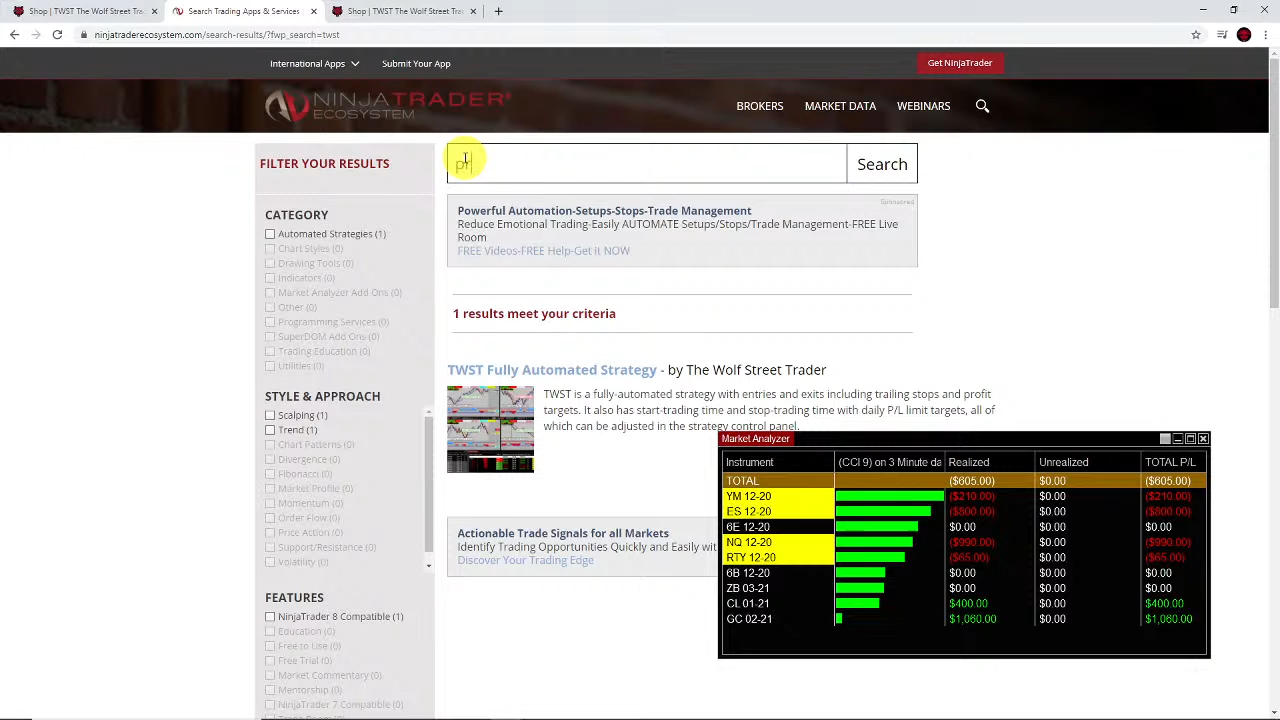 Shop | TWST The Wolf Street Tra
Search Trading Apps & Services
Shop | TWST The Wolf Street Tra
ninjatraderecosystem.com/search-results/?fwp_search=twst
International Apps
Submit Your App
Get NinjaTrader
NINJATRADER®
ECOSYSTEM
BROKERS
MARKET DATA
WEBINARS
FILTER YOUR RESULTS
pr
Search
CATEGORY
Automated Strategies (1)
Chart Styles (0)
Drawing Tools (0)
Indicators (0)
Market Analyzer Add Ons (0)
Other (0)
Programming Services (0)
SuperDOM Add Ons (0)
Trading Education (0)
Utilities (0)
STYLE & APPROACH
Scalping (1)
Trend (1)
Chart Patterns (0)
Divergence (0)
Fibonacci (0)
Market Profile (0)
Momentum (0)
Order Flow (0)
Price Action (0)
Support/Resistance (0)
Volatility (0)
FEATURES
NinjaTrader 8 Compatible (1)
Education (0)
Free to Use (0)
Free Trial (0)
Market Commentary (0)
Mentorship (0)
NinjaTrader 7 Compatible (0)
Trade Room (0)
Sponsored
Powerful Automation-Setups-Stops-Trade Management
Reduce Emotional Trading-Easily AUTOMATE Setups/Stops/Trade Management-FREE Live
Room
FREE Videos-FREE Help-Get it NOW
1 results meet your criteria
TWST Fully Automated Strategy - by The Wolf Street Trader
TWST is a fully-automated strategy with entries and exits including trailing stops and profit
targets. It also has start-trading time and stop-trading time with daily P/L limit targets, all of
which can be adjusted in the strategy control panel.
Actionable Trade Signals for all Markets
Identify Trading Opportunities Quickly and Easily wit
Discover Your Trading Edge
Market Analyzer
Instrument (CCI 9) on 3 Minute da Realized Unrealized TOTAL P/L
TOTAL ($605.00) $0.00 ($605.00)
YM 12-20 ($210.00) $0.00 ($210.00)
ES 12-20 ($800.00) $0.00 ($800.00)
6E 12-20 $0.00 $0.00 $0.00
NQ 12-20 ($990.00) $0.00 ($990.00)
RTY 12-20 ($65.00) $0.00 ($65.00)
6B 12-20 $0.00 $0.00 $0.00
ZB 03-21 $0.00 $0.00 $0.00
CL 01-21 $400.00 $0.00 $400.00
GC 02-21 $1,060.00 $0.00 $1,060.00